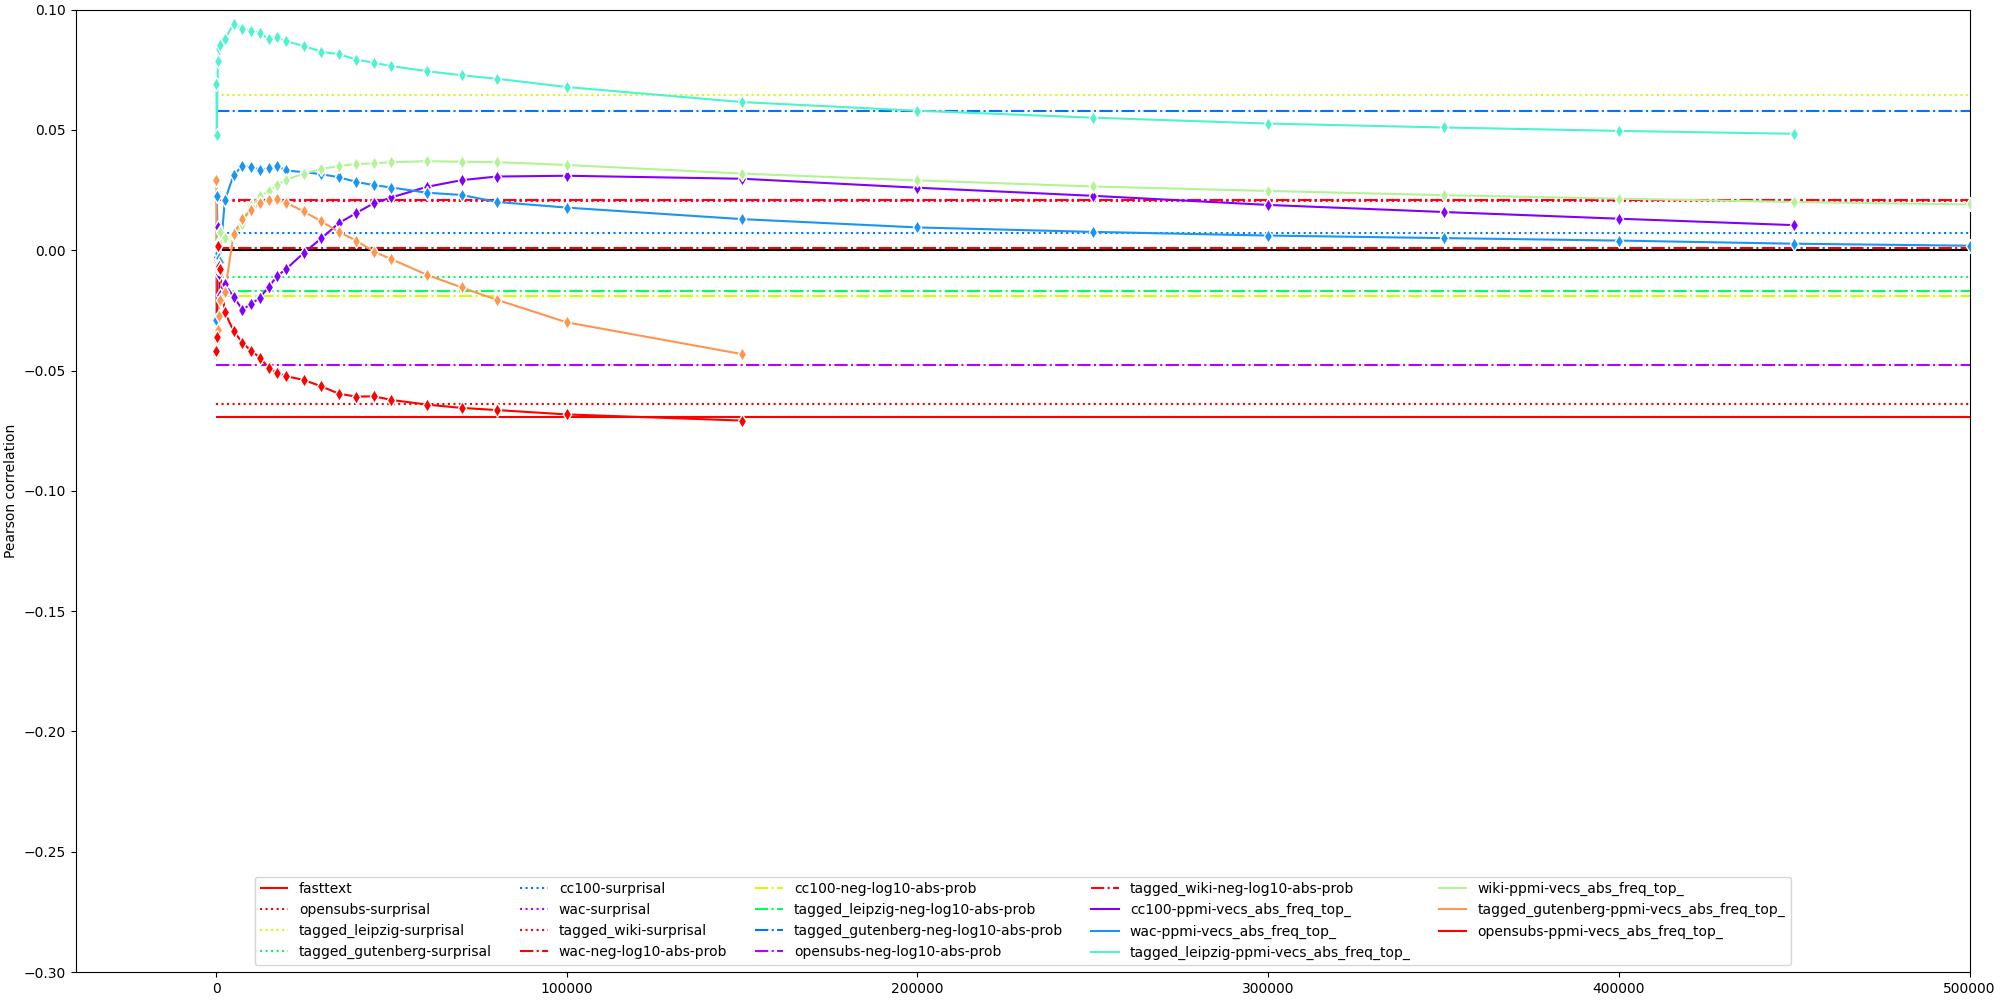 0.10
0.05
0.00
−0.05
−0.10
−0.15
−0.20
−0.25
−0.30
Pearson correlation
0
100000
200000
300000
400000
500000
fasttext
opensubs-surprisal
tagged_leipzig-surprisal
tagged_gutenberg-surprisal
cc100-surprisal
wac-surprisal
tagged_wiki-surprisal
wac-neg-log10-abs-prob
cc100-neg-log10-abs-prob
tagged_leipzig-neg-log10-abs-prob
tagged_gutenberg-neg-log10-abs-prob
opensubs-neg-log10-abs-prob
tagged_wiki-neg-log10-abs-prob
cc100-ppmi-vecs_abs_freq_top_
wac-ppmi-vecs_abs_freq_top_
tagged_leipzig-ppmi-vecs_abs_freq_top_
wiki-ppmi-vecs_abs_freq_top_
tagged_gutenberg-ppmi-vecs_abs_freq_top_
opensubs-ppmi-vecs_abs_freq_top_